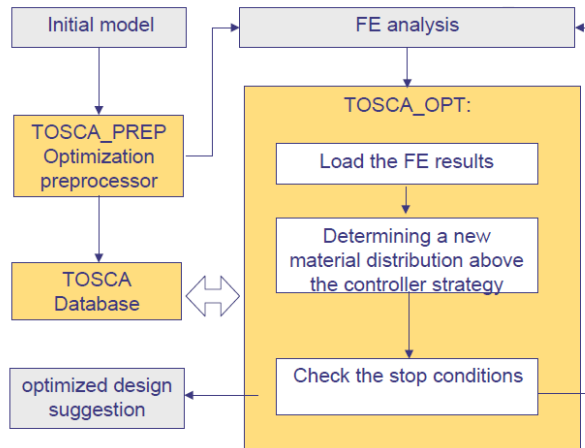 Initial model
FE analysis
TOSCA_PREP
Optimization
preprocessor
TOSCA_OPT:
Load the FE results
Determining a new
material distribution above
the controller strategy
TOSCA
Database
Check the stop conditions
optimized design
suggestion